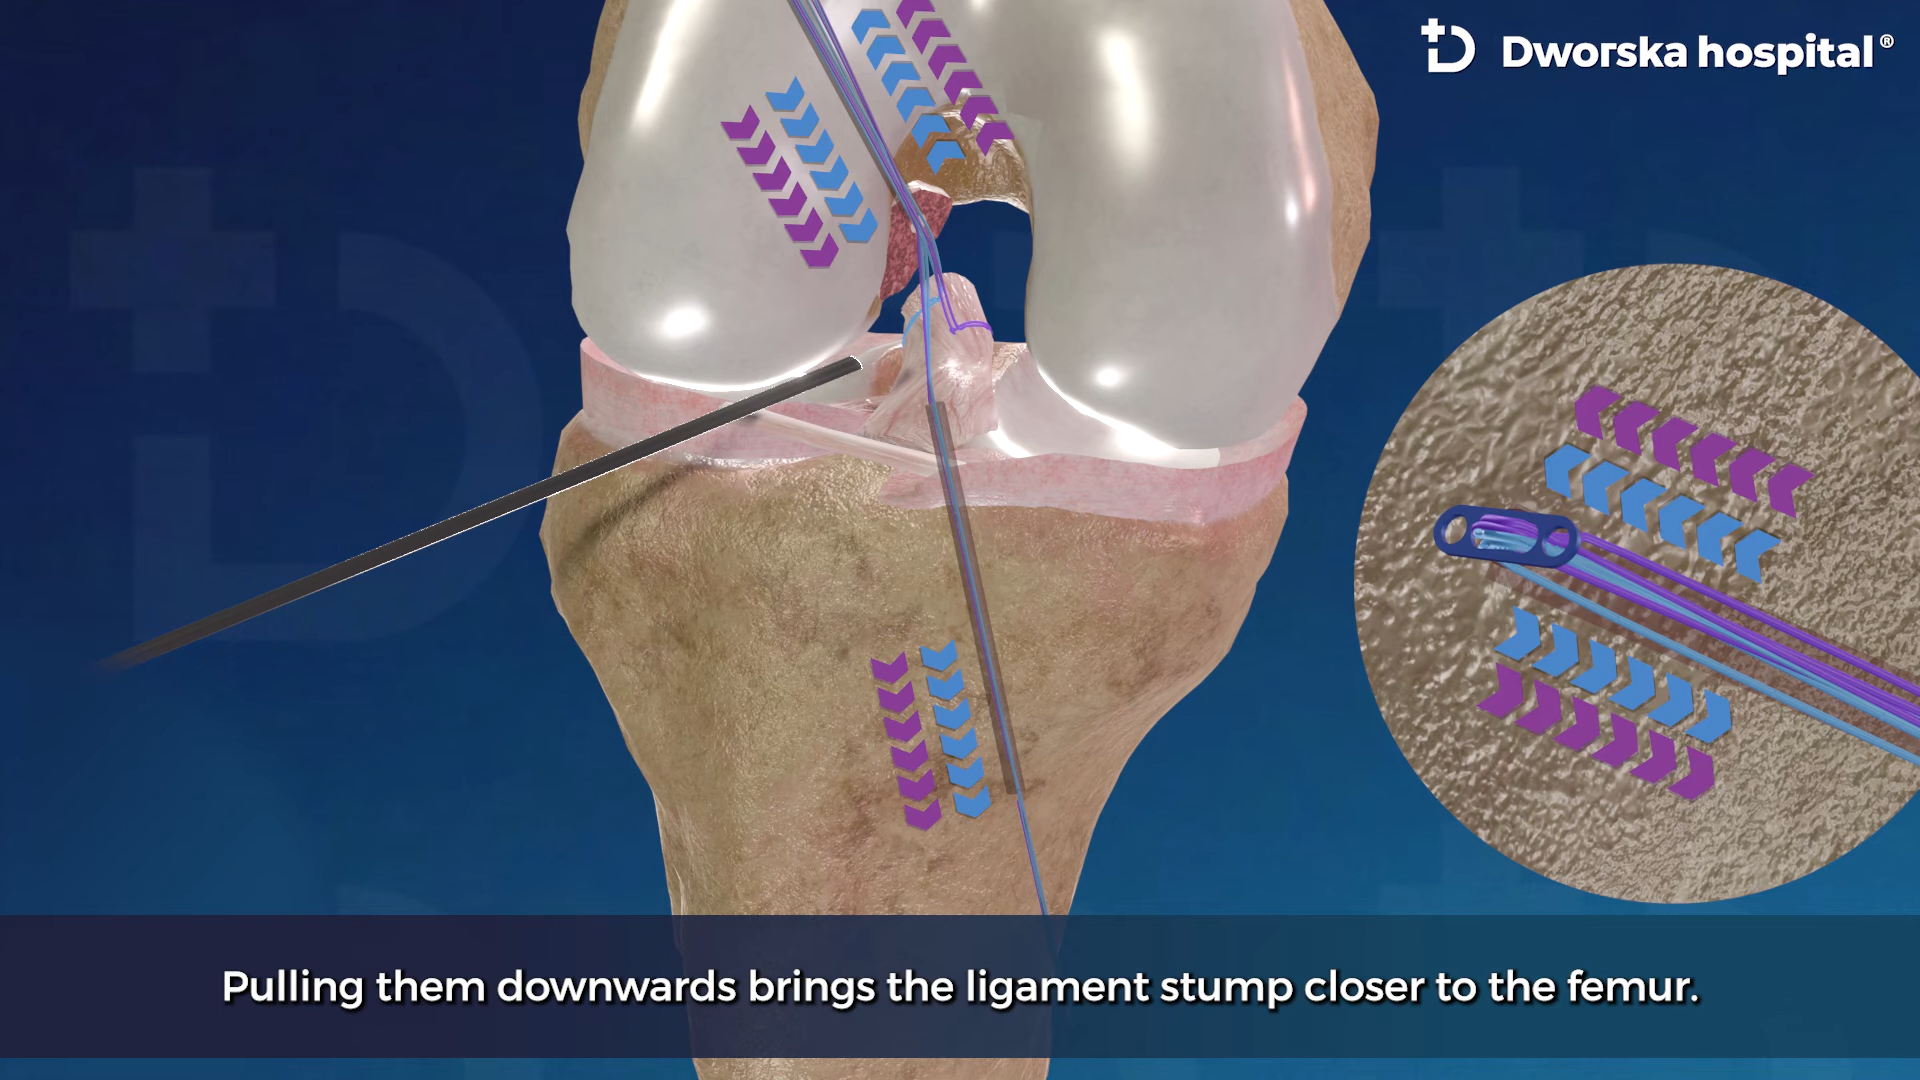 Dworska hospital®
Pulling them downwards brings the ligament stump closer to the femur.